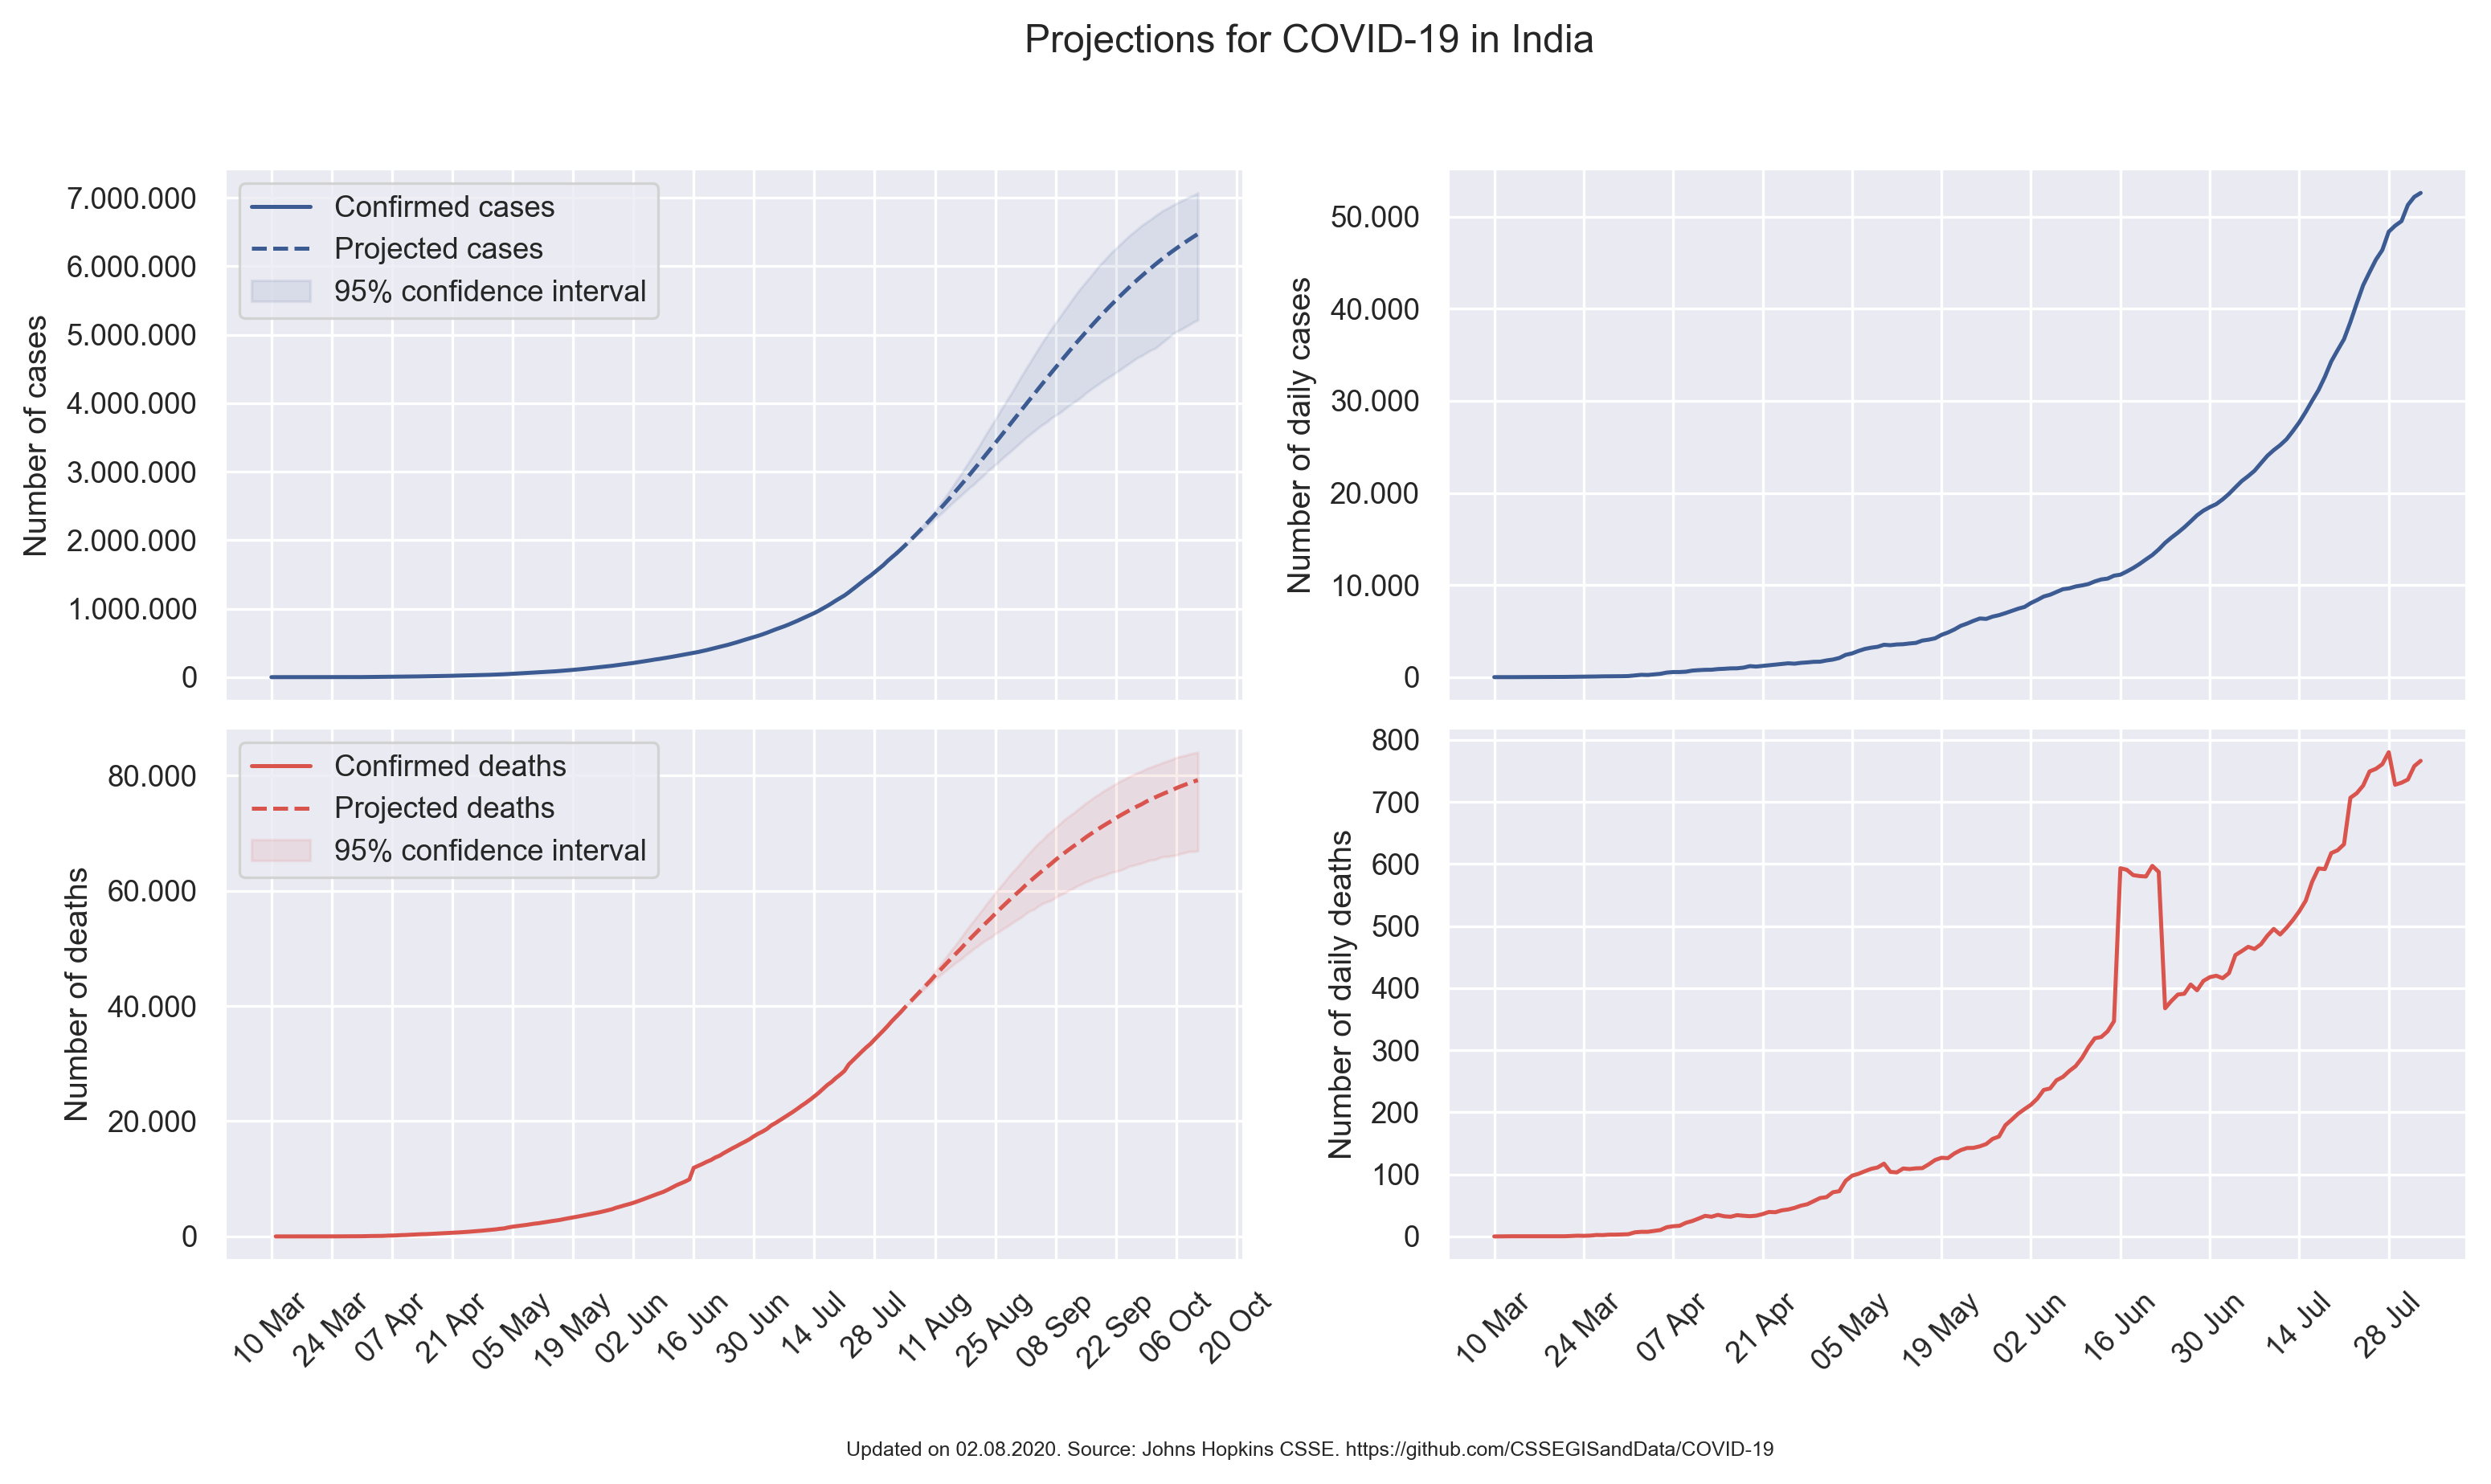 Projections for COVID-19 in India
Number of cases
7.000.000
6.000.000
5.000.000
4.000.000
3.000.000
2.000.000
1.000.000
0
Confirmed cases
Projected cases
95% confidence interval
Number of daily cases
50.000
40.000
30.000
20.000
10.000
0
Number of deaths
80.000
60.000
40.000
20.000
0
Confirmed deaths
Projected deaths
95% confidence interval
10 Mar
24 Mar
07 Apr
21 Apr
05 May
19 May
02 Jun
16 Jun
30 Jun
14 Jul
28 Jul
11 Aug
25 Aug
08 Sep
22 Sep
06 Oct
20 Oct
Number of daily deaths
800
700
600
500
400
300
200
100
0
10 Mar
24 Mar
07 Apr
21 Apr
05 May
19 May
02 Jun
16 Jun
30 Jun
14 Jul
28 Jul
Updated on 02.08.2020. Source: Johns Hopkins CSSE. https://github.com/CSSEGISandData/COVID-19